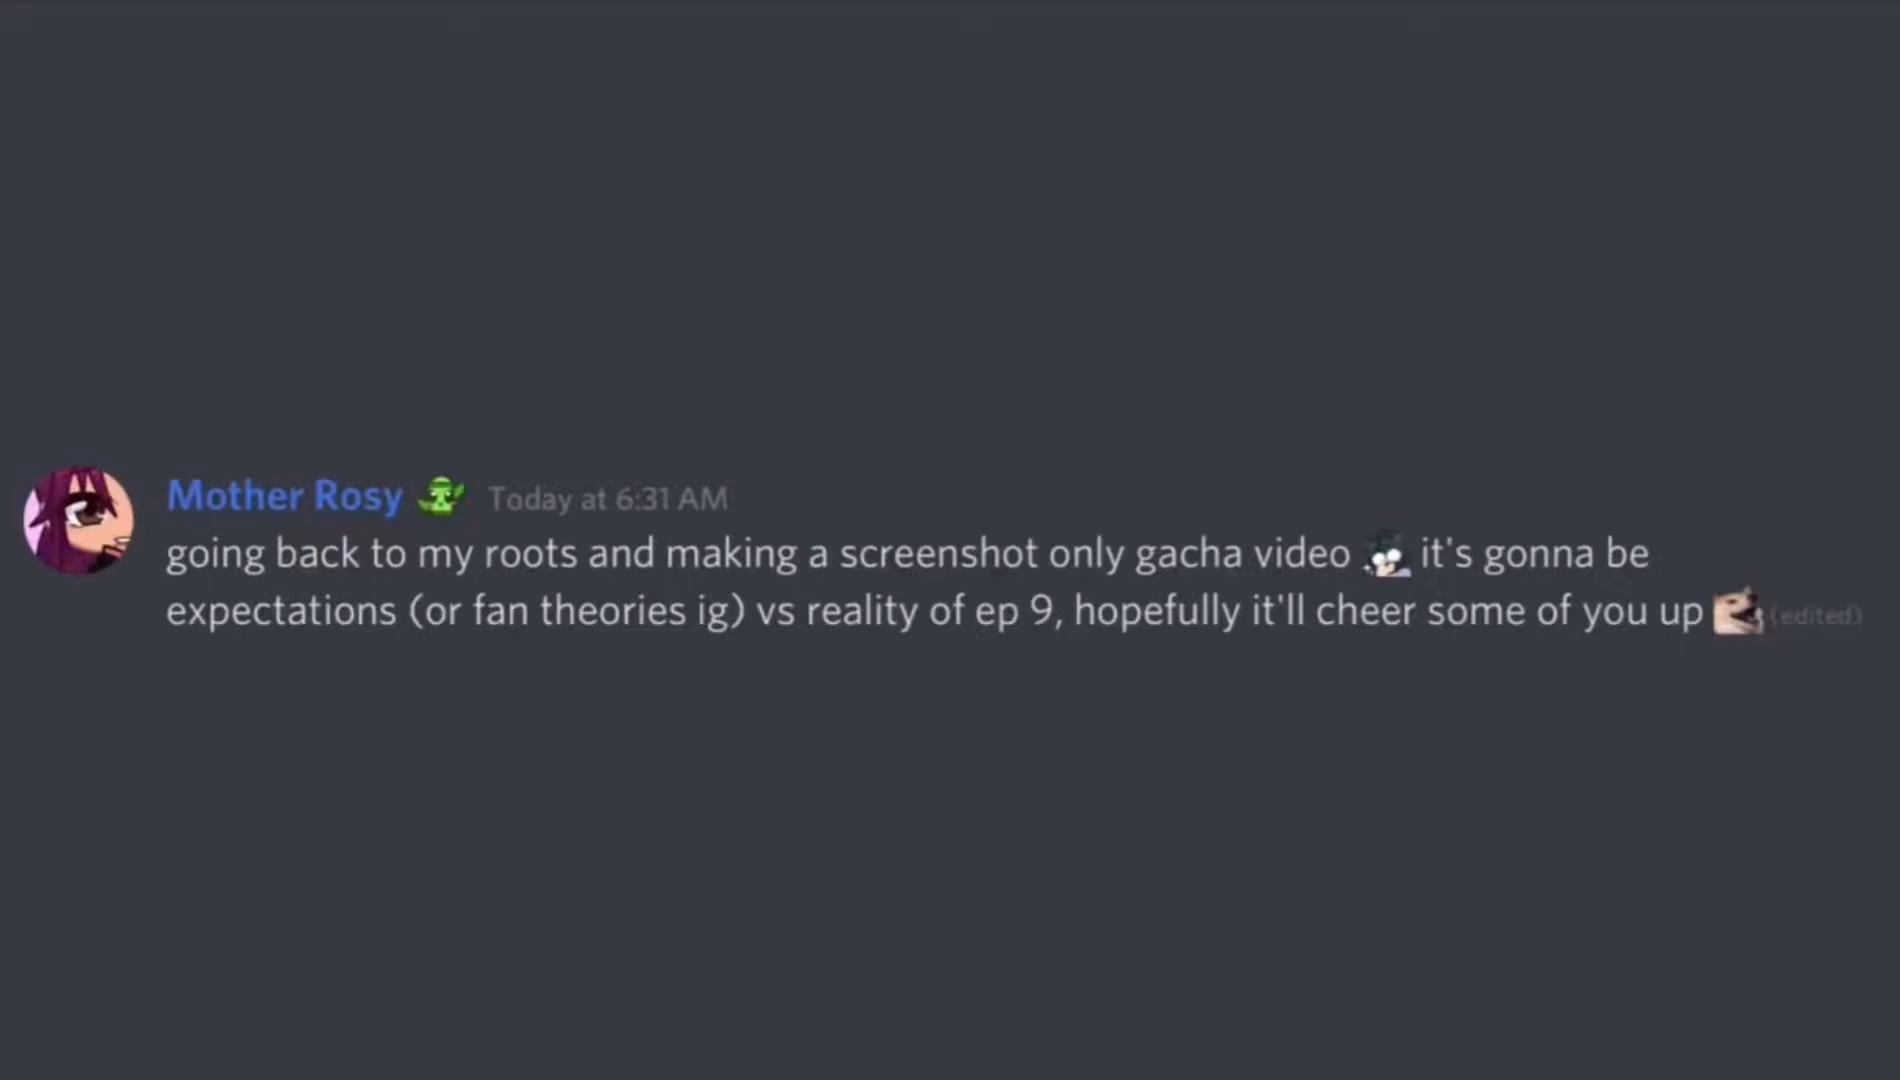 Mother Rosy Today at 6:31 AM
going back to my roots and making a screenshot only gacha video it's gonna be
expectations (or fan theories ig) vs reality of ep 9, hopefully it'll cheer some of you up (edited)